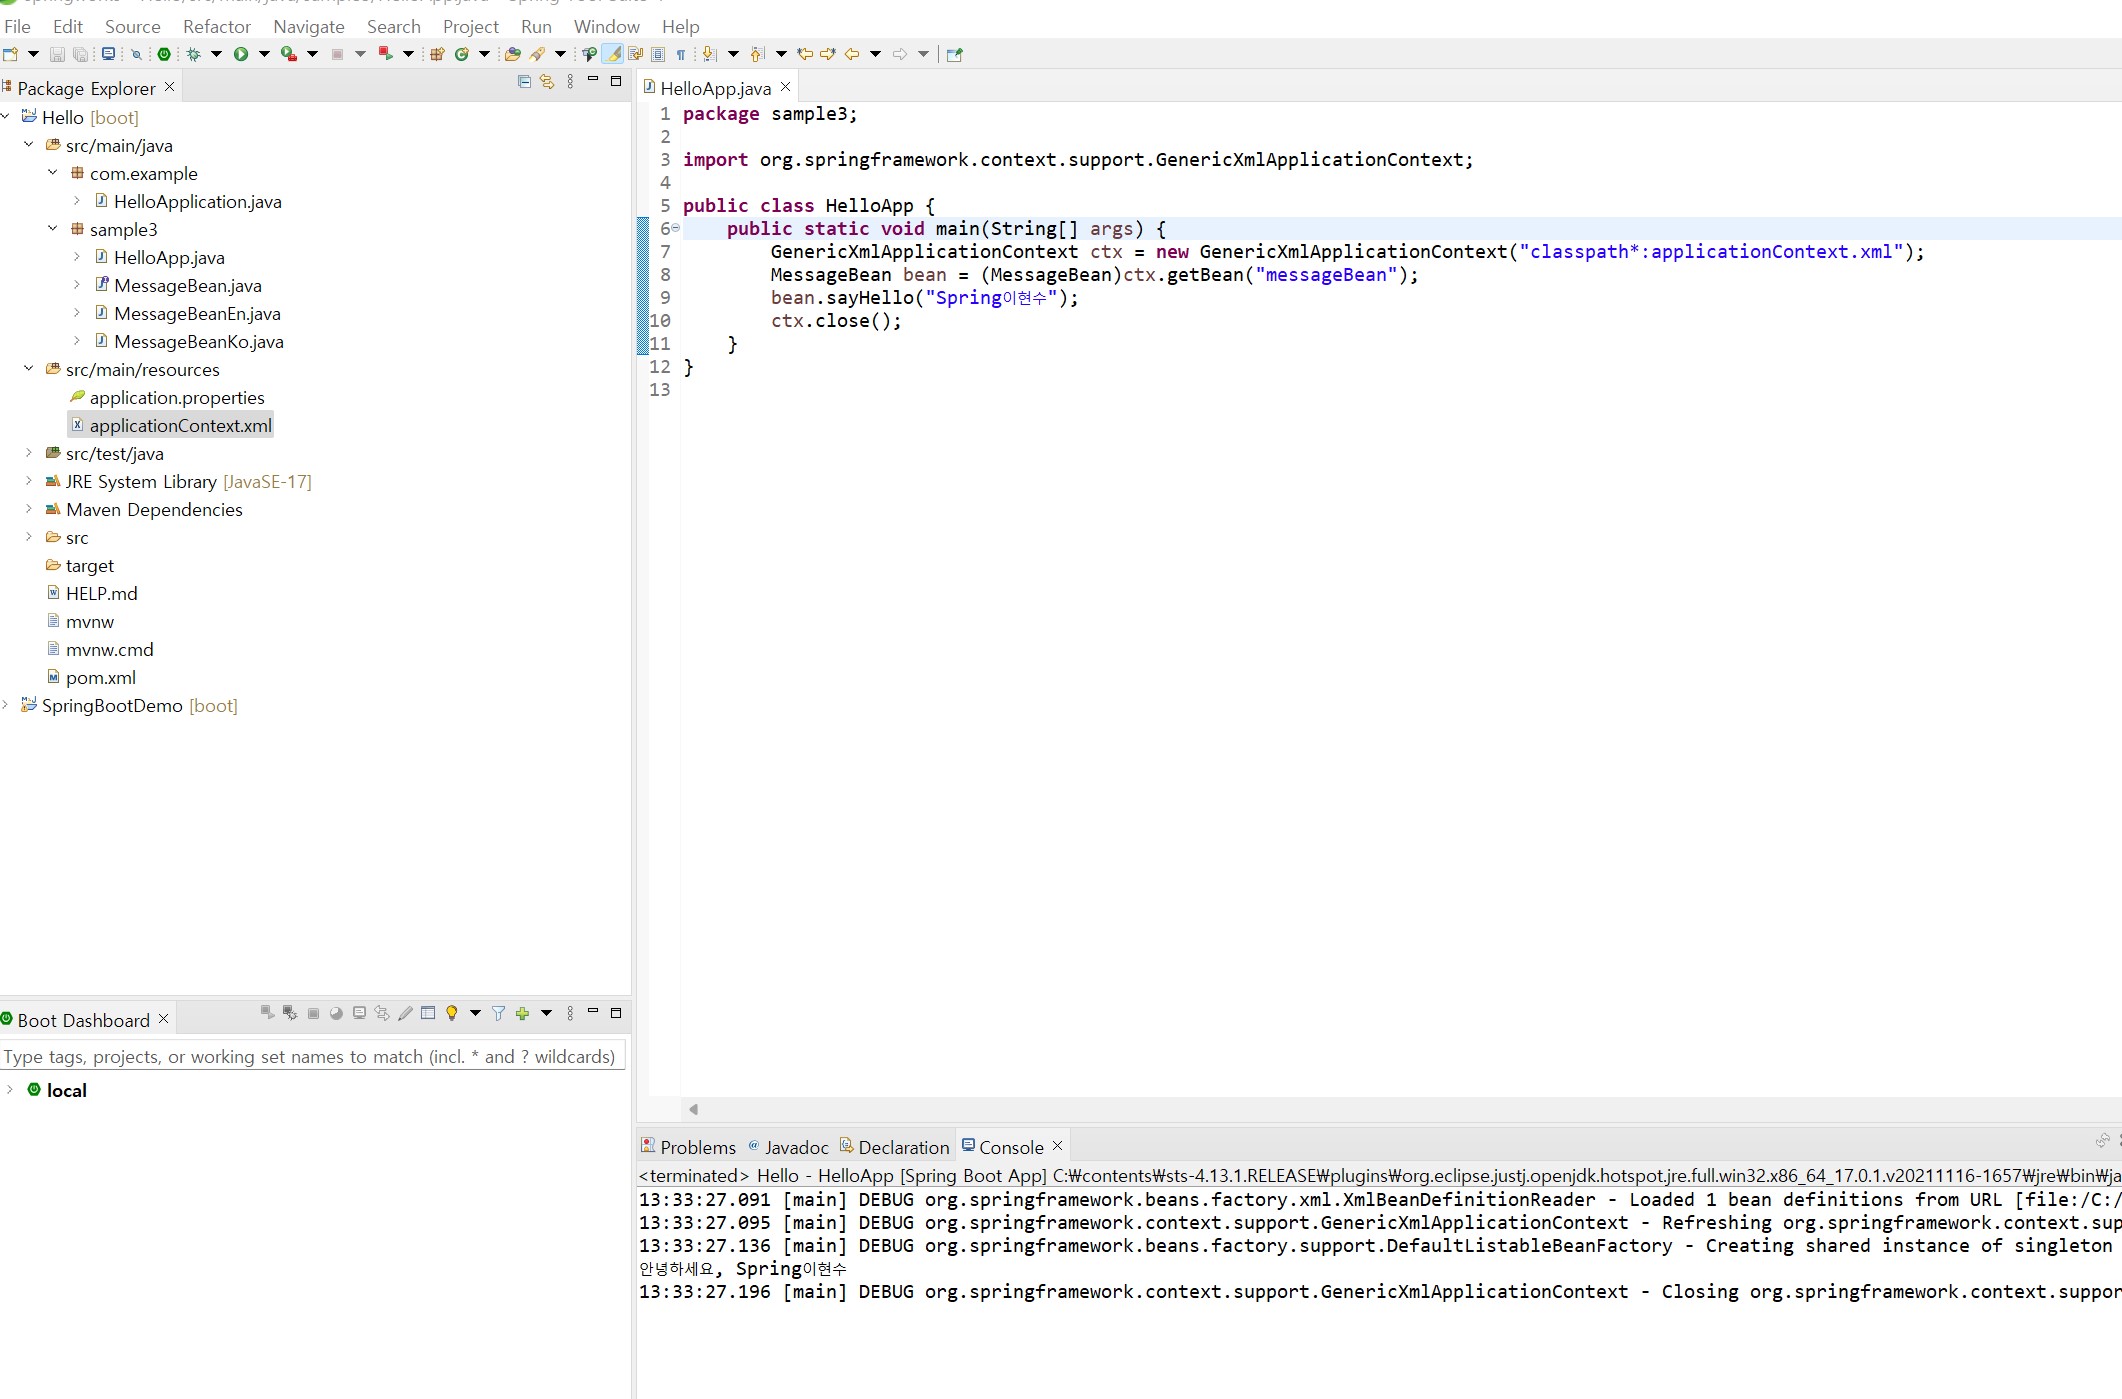 File Edit Source Refactor Navigate Search Project Run Window Help
Package Explorer
Hello [boot]
src/main/java
com.example
HelloApplication.java
sample3
HelloApp.java
MessageBean.java
MessageBeanEn.java
MessageBeanKo.java
src/main/resources
application.properties
applicationContext.xml
src/test/java
JRE System Library [JavaSE-17]
Maven Dependencies
src
target
HELP.md
mvnw
mvnw.cmd
pom.xml
SpringBootDemo [boot]
Boot Dashboard
Type tags, projects, or working set names to match (incl. * and ? wildcards)
local
HelloApp.java
1 package sample3;
2
3 import org.springframework.context.support.GenericXmlApplicationContext;
4
5 public class HelloApp {
6 public static void main(String[] args) {
7 GenericXmlApplicationContext ctx = new GenericXmlApplicationContext("classpath*:applicationContext.xml");
8 MessageBean bean = (MessageBean)ctx.getBean("messageBean");
9 bean.sayHello("Spring이현수");
10 ctx.close();
11 }
12 }
13
Problems Javadoc Declaration Console
<terminated> Hello - HelloApp [Spring Boot App] C:₩contents₩sts-4.13.1.RELEASE₩plugins₩org.eclipse.justj.openjdk.hotspot.jre.full.win32.x86_64_17.0.1.v20211116-1657₩jre₩bin₩ja
13:33:27.091 [main] DEBUG org.springframework.beans.factory.xml.XmlBeanDefinitionReader - Loaded 1 bean definitions from URL [file:/C:/
13:33:27.095 [main] DEBUG org.springframework.context.support.GenericXmlApplicationContext - Refreshing org.springframework.context.sup
13:33:27.136 [main] DEBUG org.springframework.beans.factory.support.DefaultListableBeanFactory - Creating shared instance of singleton
안녕하세요, Spring이현수
13:33:27.196 [main] DEBUG org.springframework.context.support.GenericXmlApplicationContext - Closing org.springframework.context.suppor